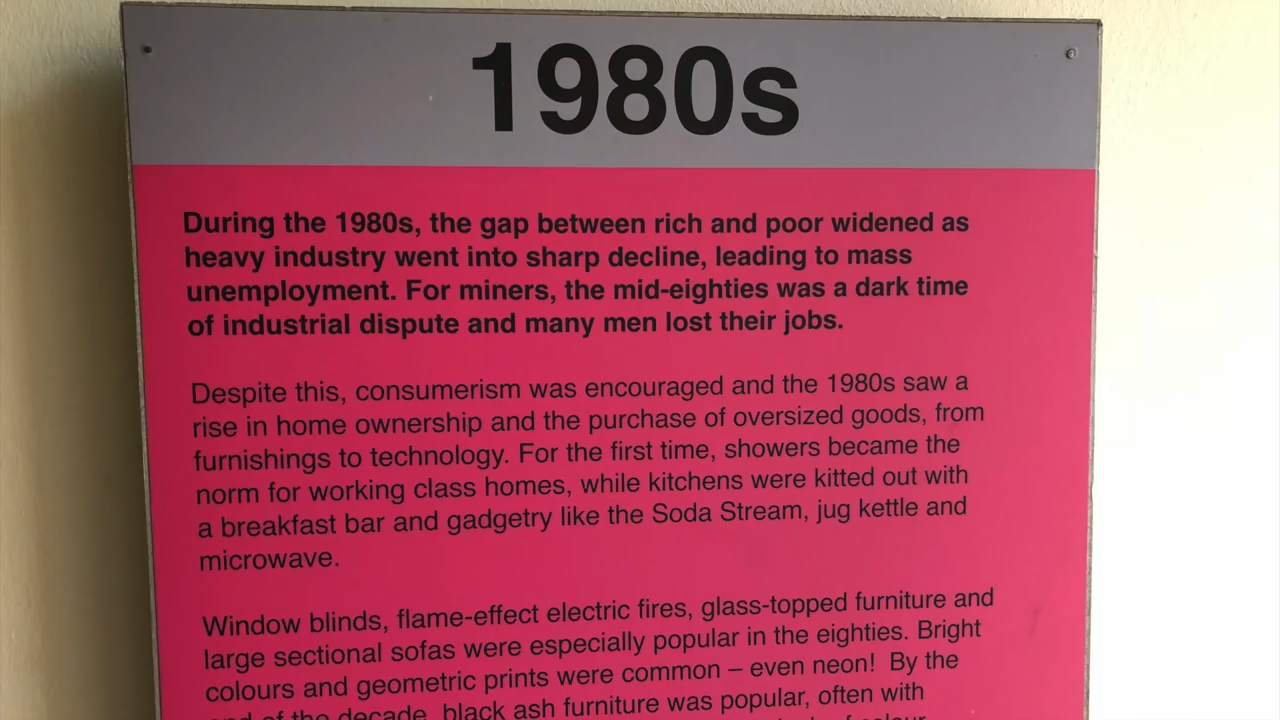 1980s
During the 1980s, the gap between rich and poor widened as
heavy industry went into sharp decline, leading to mass
unemployment. For miners, the mid-eighties was a dark time
of industrial dispute and many men lost their jobs.
Despite this, consumerism was encouraged and the 1980s saw a
rise in home ownership and the purchase of oversized goods, from
furnishings to technology. For the first time, showers became the
norm for working class homes, while kitchens were kitted out with
a breakfast bar and gadgetry like the Soda Stream, jug kettle and
microwave.
Window blinds, flame-effect electric fires, glass-topped furniture and
large sectional sofas were especially popular in the eighties. Bright
colours and geometric prints were common – even neon! By the
end of the decade, black ash furniture was popular, often with